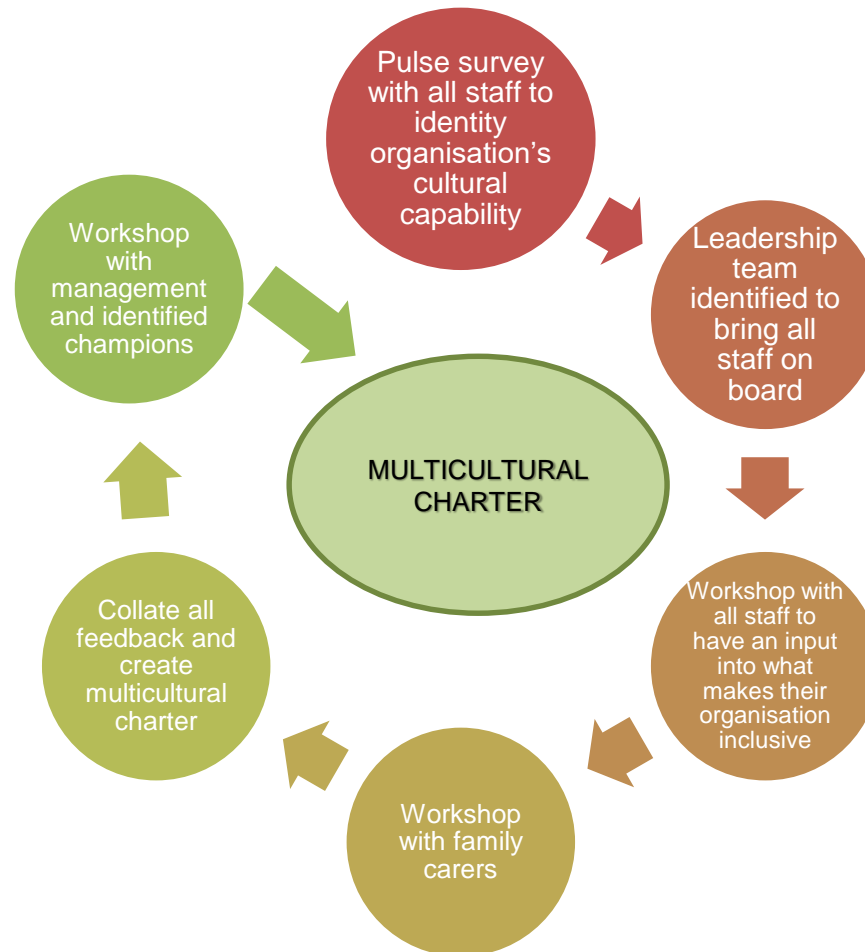 Pulse survey
with all staff to
identity
organisation’s
cultural
capability
Leadership
team
identified to
bring all
staff on
board
Workshop with
all staff to
have an input
into what
makes their
organisation
inclusive
Workshop
with family
carers
Collate all
feedback and
create
multicultural
charter
Workshop
with
management
and identified
champions
MULTICULTURAL
CHARTER